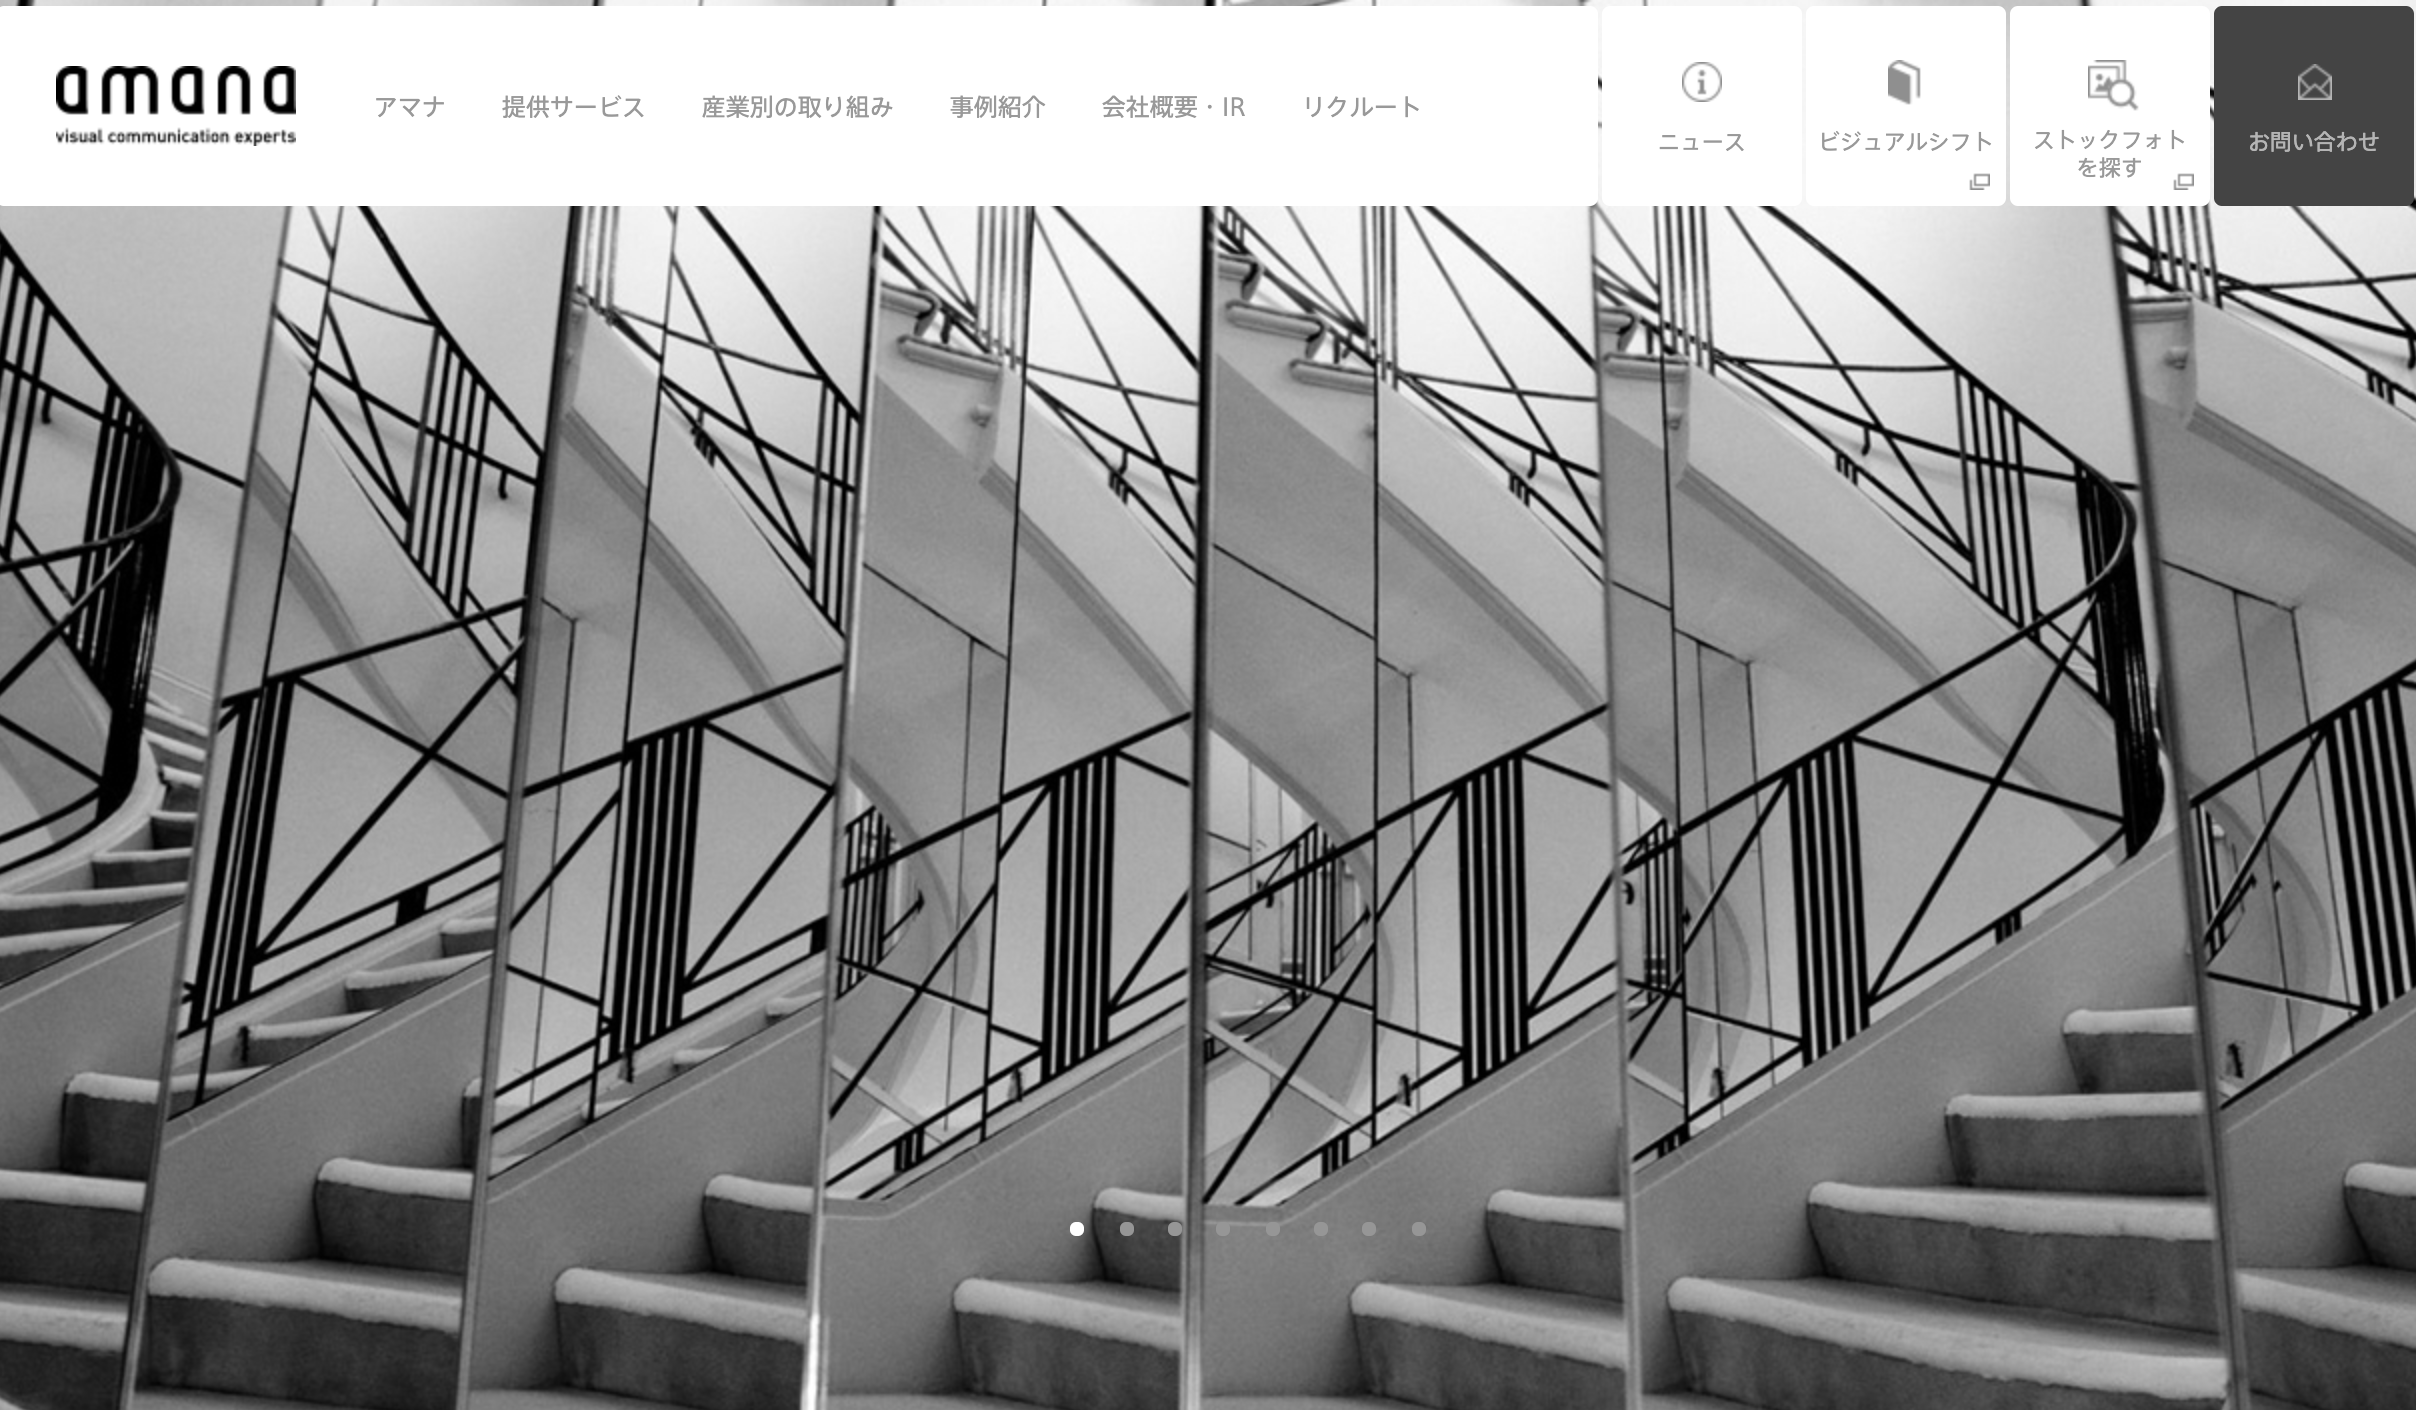 amana
visual communication experts
アマナ
提供サービス
産業別の取り組み
事例紹介
会社概要・IR
リクルート
ニュース
ビジュアルシフト
ストックフォト
を探す
お問い合わせ